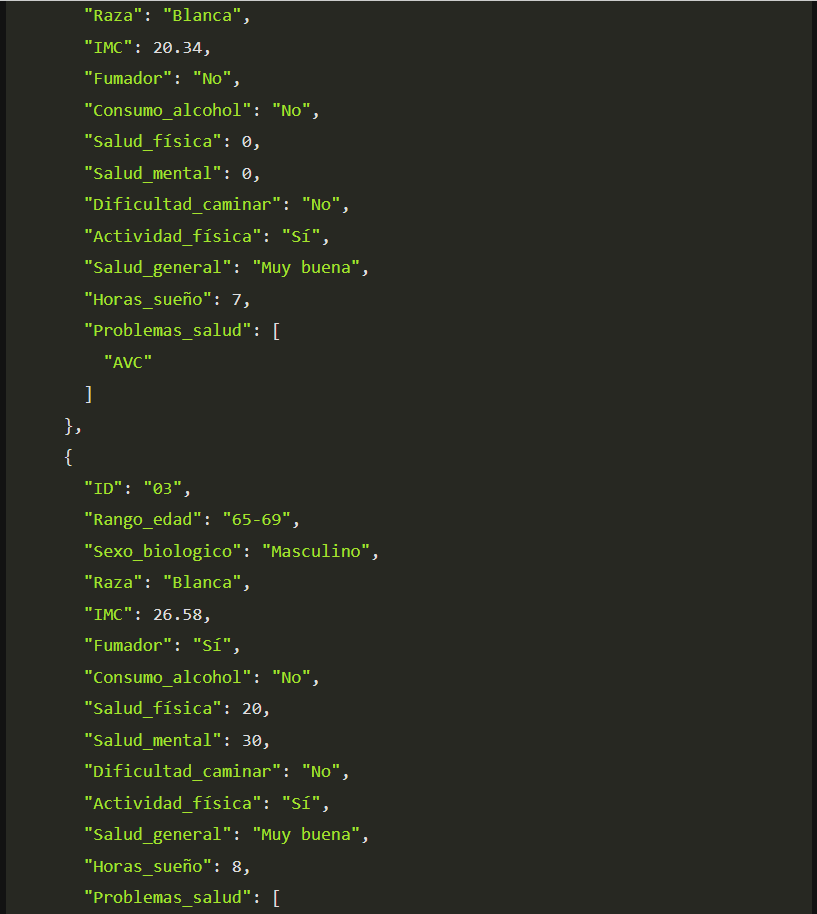 "Raza": "Blanca",
"IMC": 20.34,
"Fumador": "No",
"Consumo_alcohol": "No",
"Salud_física": 0,
"Salud_mental": 0,
"Dificultad_caminar": "No",
"Actividad_física": "Sí",
"Salud_general": "Muy buena",
"Horas_sueño": 7,
"Problemas_salud": [
"AVC"
]
},
{
"ID": "03",
"Rango_edad": "65-69",
"Sexo_biologico": "Masculino",
"Raza": "Blanca",
"IMC": 26.58,
"Fumador": "Sí",
"Consumo_alcohol": "No",
"Salud_física": 20,
"Salud_mental": 30,
"Dificultad_caminar": "No",
"Actividad_física": "Sí",
"Salud_general": "Muy buena",
"Horas_sueño": 8,
"Problemas_salud": [